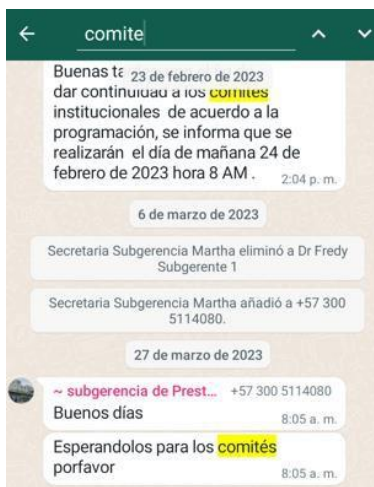 comite
23 de febrero de 2023
Buenas ta
dar continuidad a los comités
institucionales de acuerdo a la
programación, se informa que se
realizarán el día de mañana 24 de
febrero de 2023 hora 8 AM .
2:04 p. m.
6 de marzo de 2023
Secretaria Subgerencia Martha eliminó a Dr Fredy
Subgerente 1
Secretaria Subgerencia Martha añadió a +57 300
5114080.
27 de marzo de 2023
~ subgerencia de Prest... +57 300 5114080
Buenos días
8:05 a. m.
Esperandolos para los comités
porfavor
8:05 a. m.